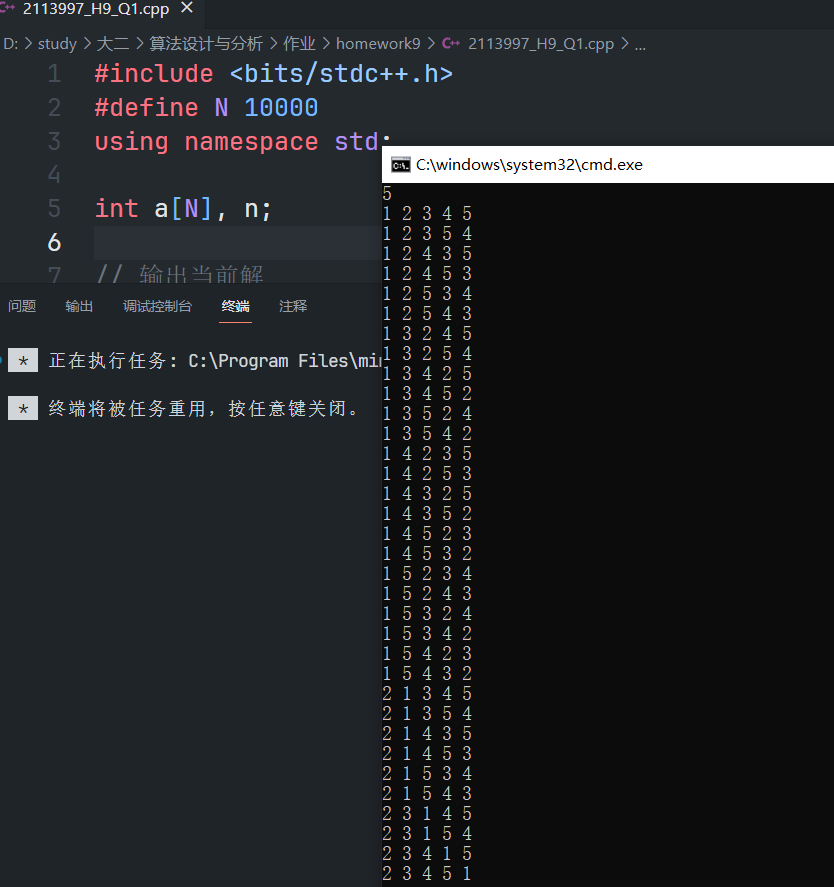 2113997_H9_Q1.cpp
D: > study > 大二 > 算法设计与分析 > 作业 > homework9 > 2113997_H9_Q1.cpp > ...
1 #include <bits/stdc++.h>
2 #define N 10000
3 using namespace std;
4
5 int a[N], n;
6
7 // 输出当前解
问题 输出 调试控制台 终端 注释
* 正在执行任务: C:\Program Files\min
* 终端将被任务重用，按任意键关闭。
C:\windows\system32\cmd.exe
5
1 2 3 4 5
1 2 3 5 4
1 2 4 3 5
1 2 4 5 3
1 2 5 3 4
1 2 5 4 3
1 3 2 4 5
1 3 2 5 4
1 3 4 2 5
1 3 4 5 2
1 3 5 2 4
1 3 5 4 2
1 4 2 3 5
1 4 2 5 3
1 4 3 2 5
1 4 3 5 2
1 4 5 2 3
1 4 5 3 2
1 5 2 3 4
1 5 2 4 3
1 5 3 2 4
1 5 3 4 2
1 5 4 2 3
1 5 4 3 2
2 1 3 4 5
2 1 3 5 4
2 1 4 3 5
2 1 4 5 3
2 1 5 3 4
2 1 5 4 3
2 3 1 4 5
2 3 1 5 4
2 3 4 1 5
2 3 4 5 1